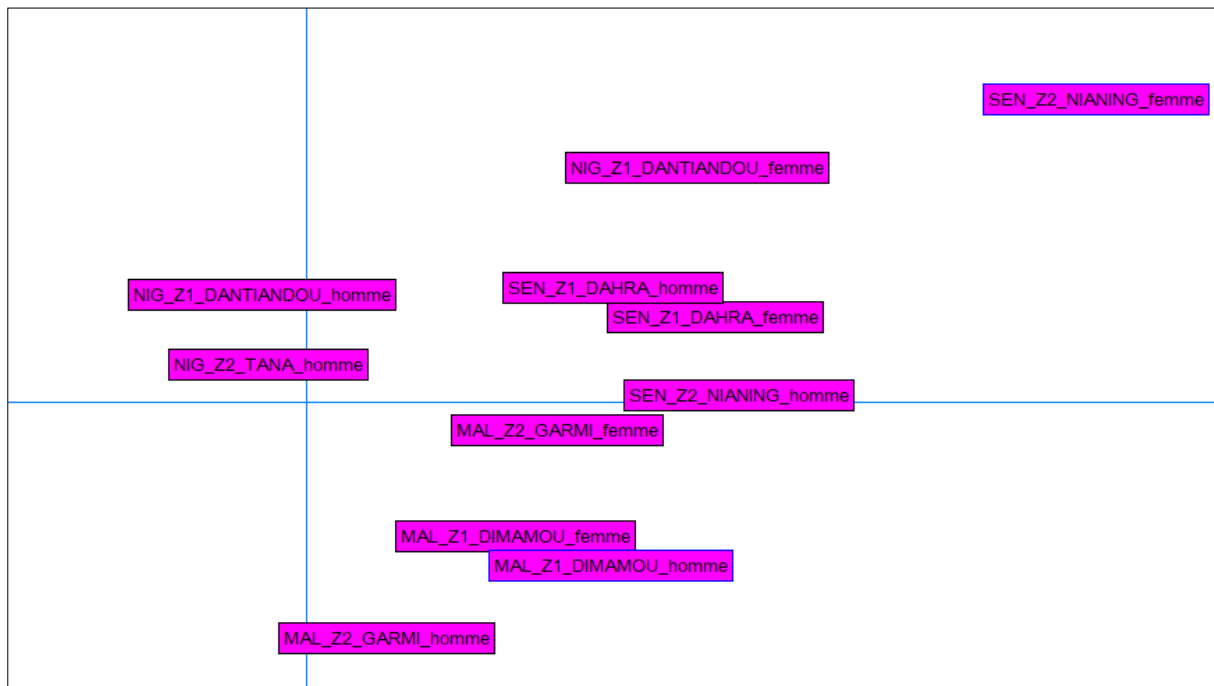 SEN_Z2_NIANING_femme
NIG_Z1_DANTIANDOU_femme
NIG_Z1_DANTIANDOU_homme
SEN_Z1_DAHRA_homme
SEN_Z1_DAHRA_femme
NIG_Z2_TANA_homme
SEN_Z2_NIANING_homme
MAL_Z2_GARMI_femme
MAL_Z1_DIMAMOU_femme
MAL_Z1_DIMAMOU_homme
MAL_Z2_GARMI_homme